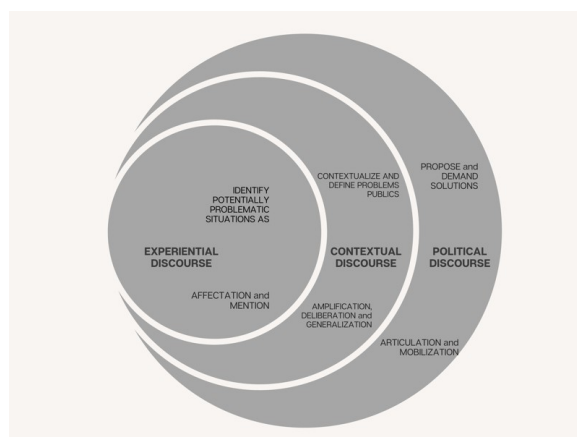 IDENTIFY
POTENTIALLY
PROBLEMATIC
SITUATIONS AS
EXPERIENTIAL
DISCOURSE
AFFECTATION and
MENTION
CONTEXTUALIZE AND
DEFINE PROBLEMS
PUBLICS
CONTEXTUAL
DISCOURSE
AMPLIFICATION,
DELIBERATION and
GENERALIZATION
PROPOSE and
DEMAND
SOLUTIONS
POLITICAL
DISCOURSE
ARTICULATION and
MOBILIZATION